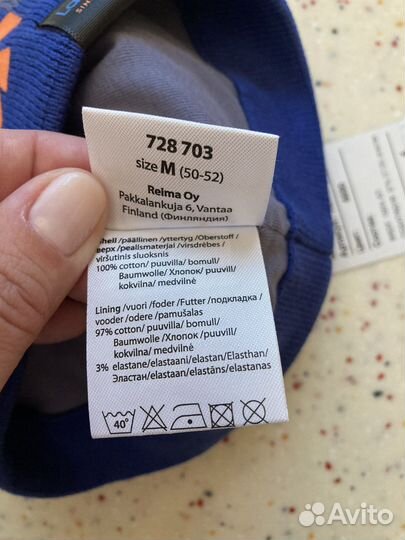 728 703
size M (50-52)
Reima Oy
Pakkalankuja 6, Vantaa
Finland (Финляндия)
Shell /päällinen /yttertyg /Oberstoff /
верх /pealismaterjal /virsdrēbes /
viršutinis sluoksnis
100% cotton/ puuvilla/ bomull/
Baumwolle/ Хлопок /puuvill/
kokvilna/ medvilnė
Lining /vuori /foder /Futter /подкладка /
vooder /odere /pamušalas
97% cotton/ puuvilla/ bomull/
Baumwolle /Хлопок /puuvill/
kokvilna/ medvilnė
3% elastane/elastaani/elastan/Elasthan/
Эластан/elastaan/elastāns/elastanas
40°
Avito